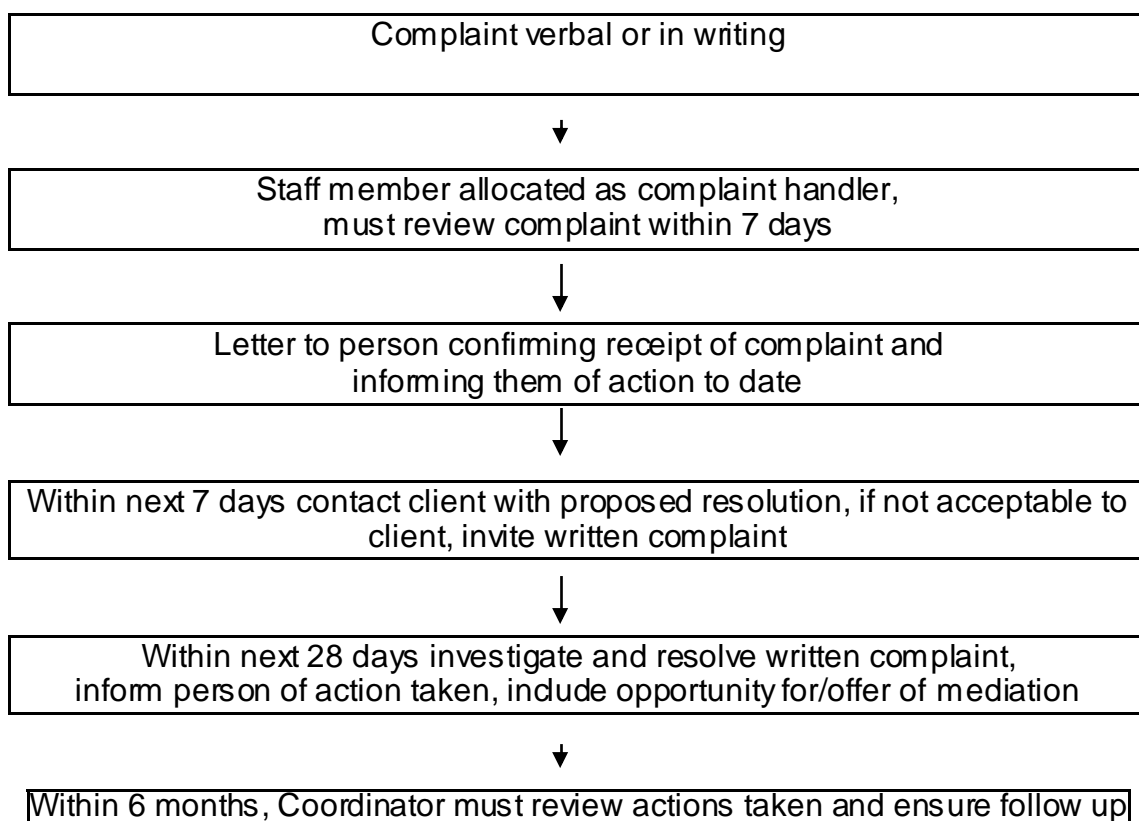 Complaint verbal or in writing
Staff member allocated as complaint handler,
must review complaint within 7 days
Letter to person confirming receipt of complaint and
informing them of action to date
Within next 7 days contact client with proposed resolution, if not acceptable to
client, invite written complaint
Within next 28 days investigate and resolve written complaint,
inform person of action taken, include opportunity for/offer of mediation
Within 6 months, Coordinator must review actions taken and ensure follow up